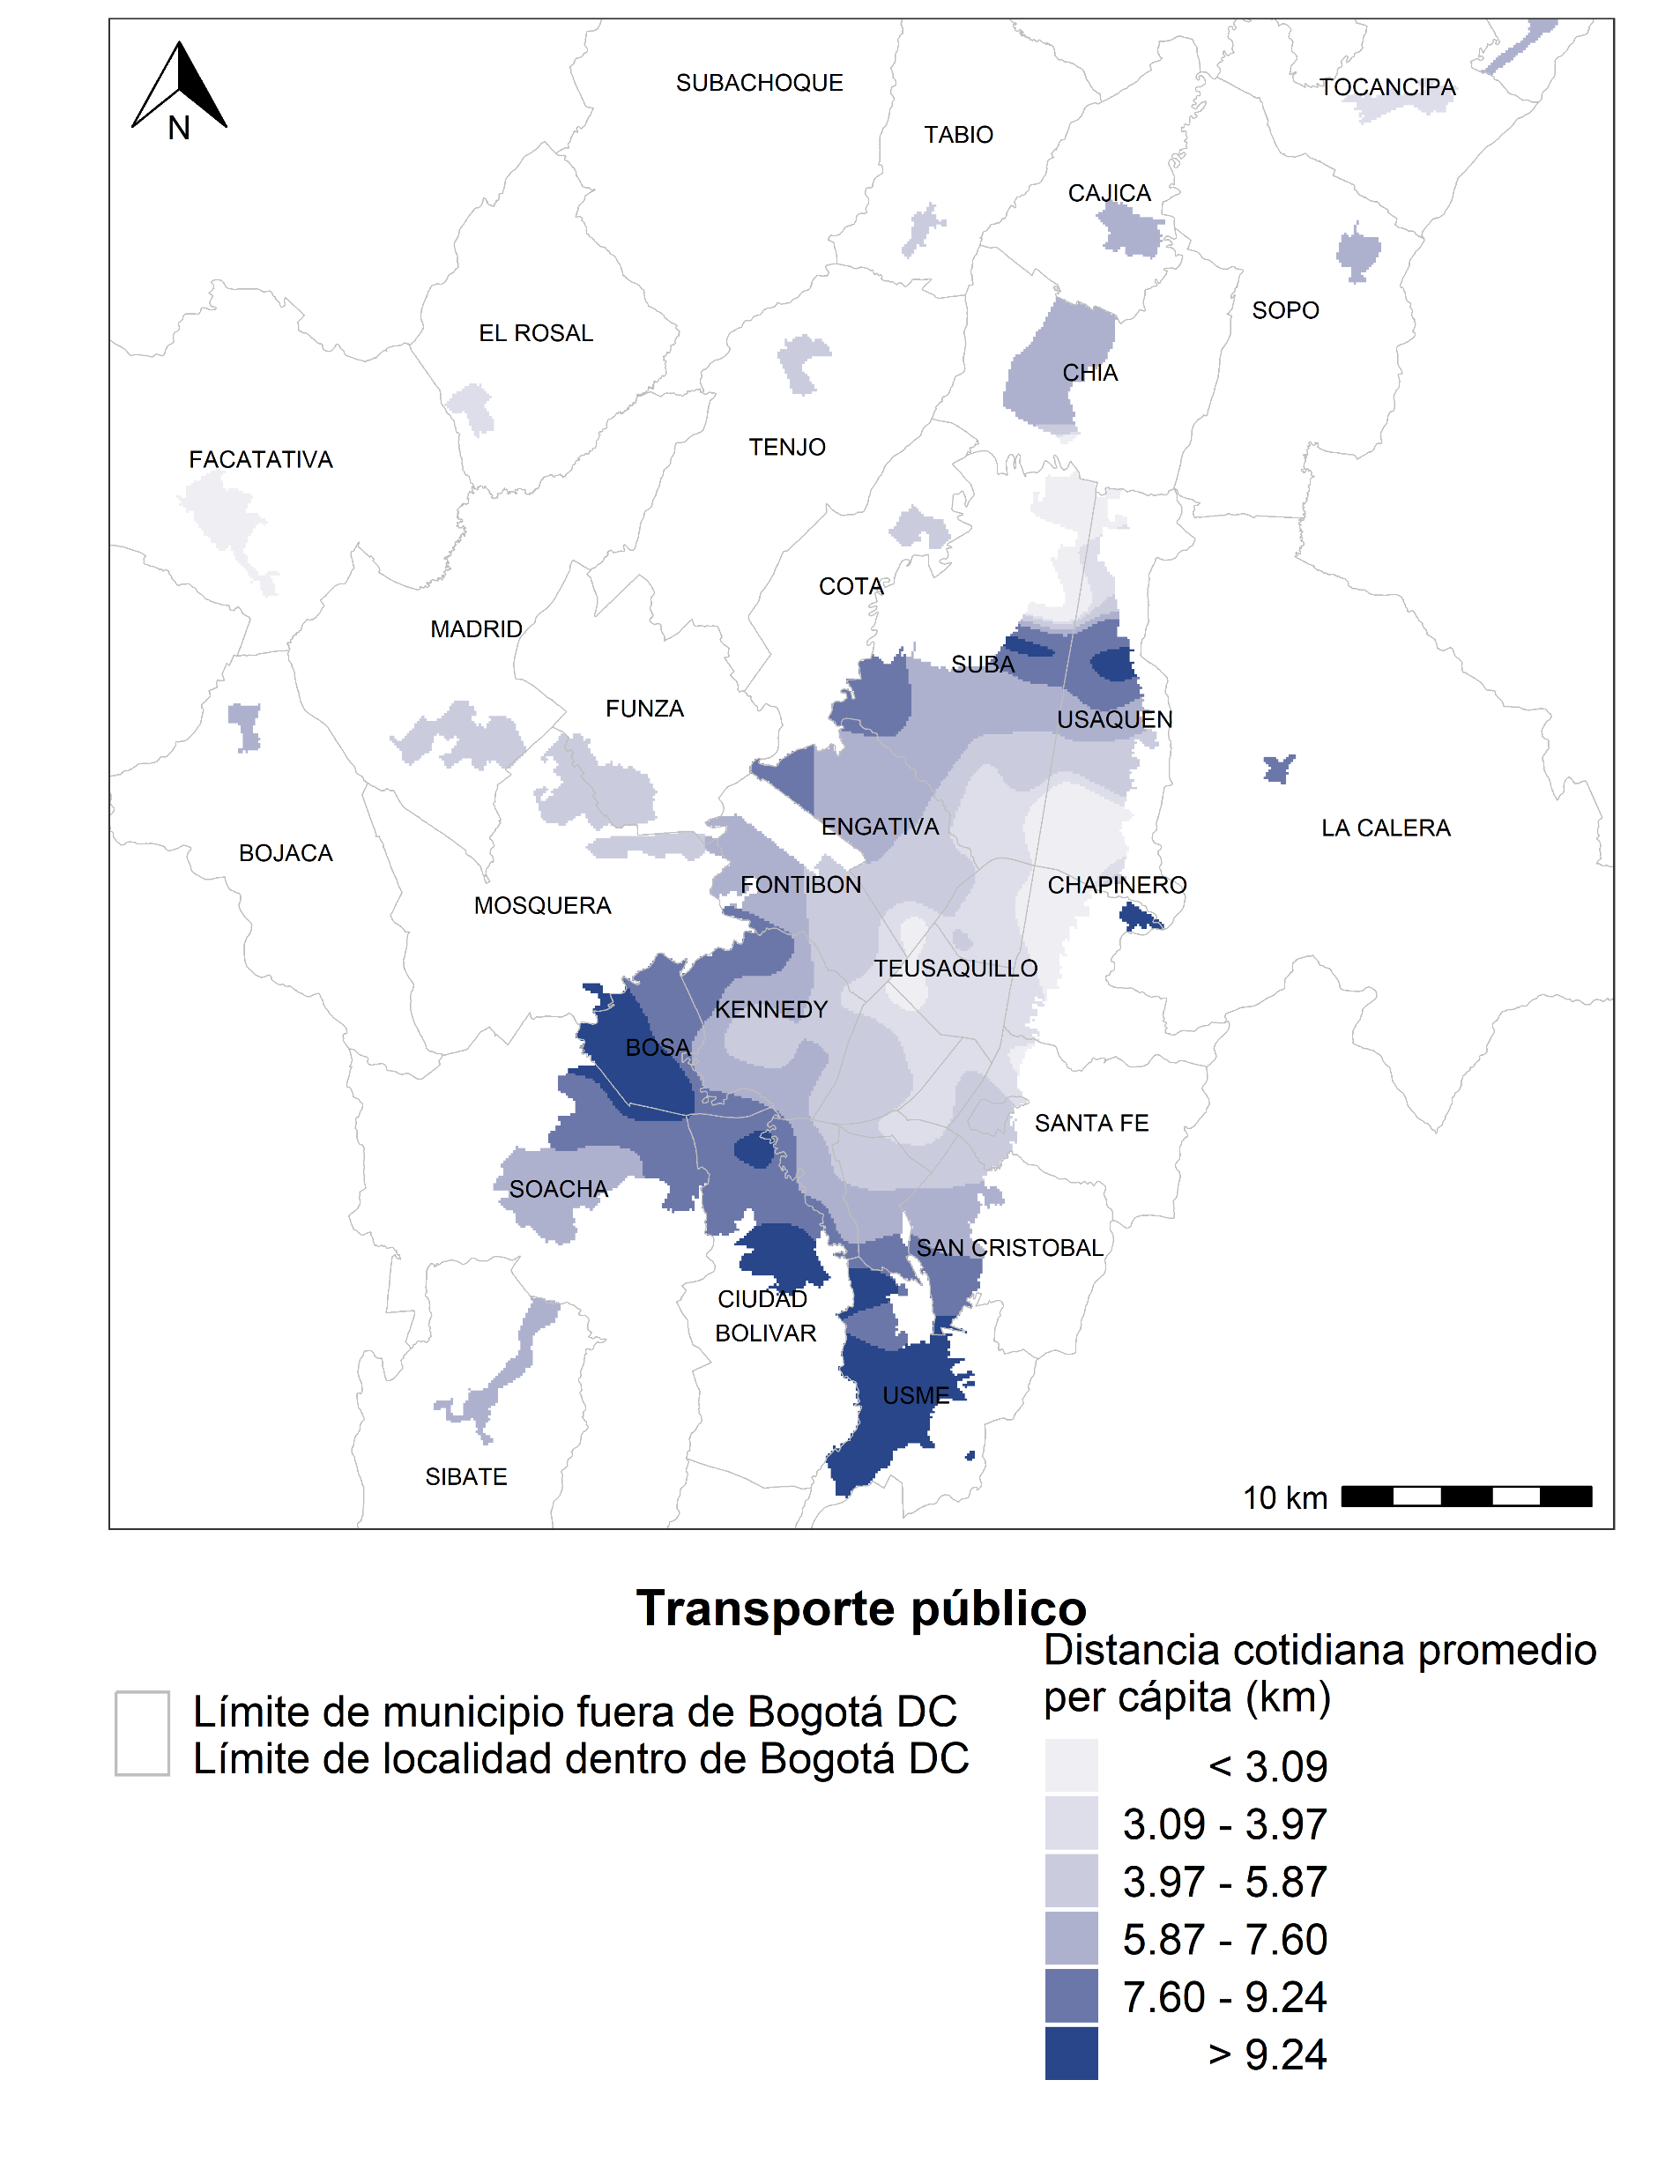 SUBACHOQUE
TOCANCIPA
N
TABIO
CAJICA
SOPO
EL ROSAL
CHIA
TENJO
FACATATIVA
COTA
MADRID
SUBA
FUNZA
USAQUEN
ENGATIVA
LA CALERA
BOJACA
FONTIBON
CHAPINERO
MOSQUERA
TEUSAQUILLO
KENNEDY
BOSA
SANTA FE
SOACHA
SAN CRISTOBAL
CIUDAD
BOLIVAR
USME
SIBATE
10 km
Transporte público
Distancia cotidiana promedio
per cápita (km)
Límite de municipio fuera de Bogotá DC
Límite de localidad dentro de Bogotá DC
< 3.09
3.09 - 3.97
3.97 - 5.87
5.87 - 7.60
7.60 - 9.24
> 9.24